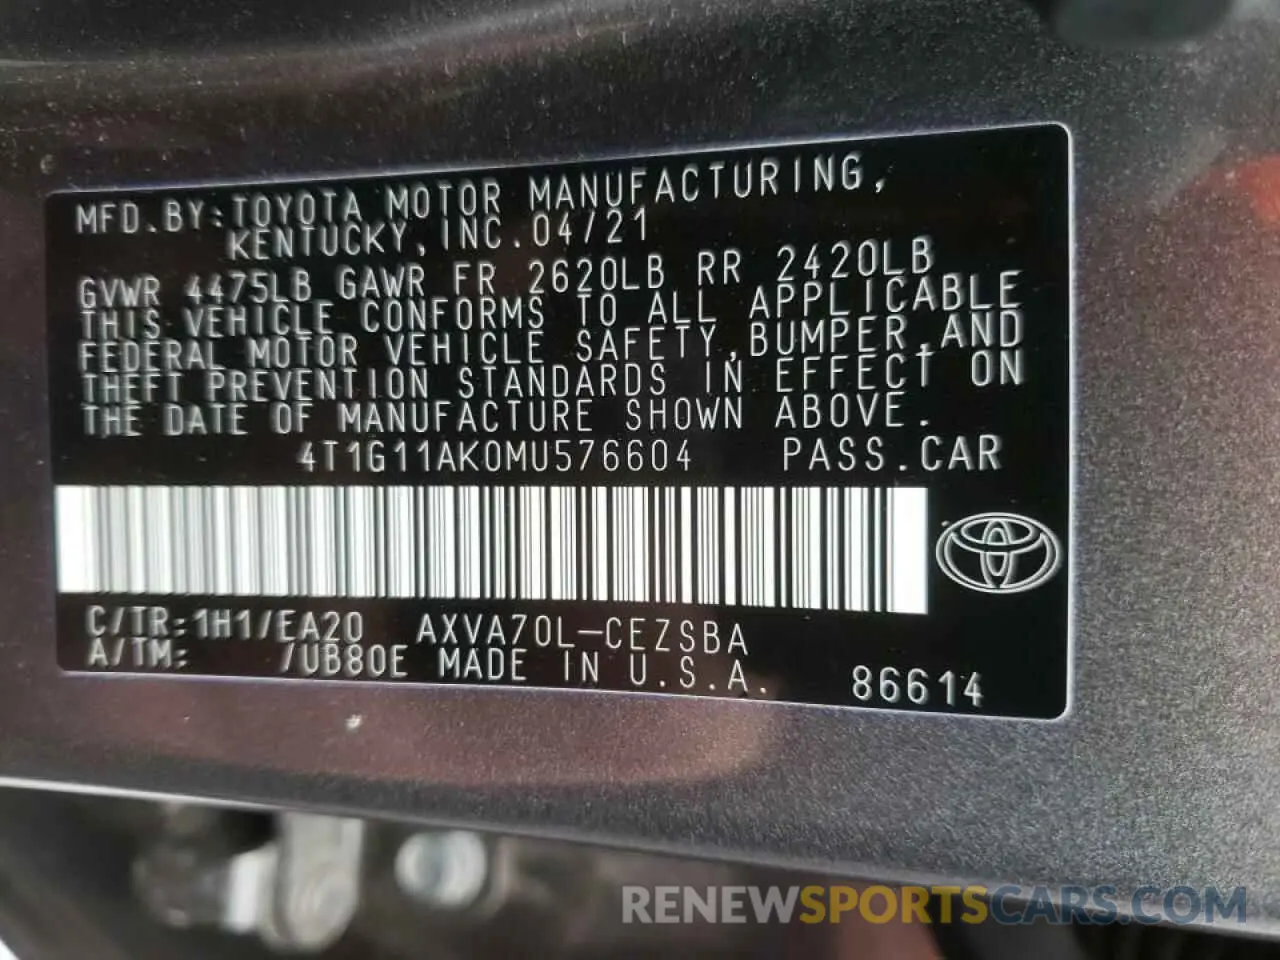 MFD.BY:TOYOTA MOTOR MANUFACTURING,
KENTUCKY,INC.04/21
GVWR 4475LB GAWR FR 2620LB RR 2420LB
THIS VEHICLE CONFORMS TO ALL APPLICABLE
FEDERAL MOTOR VEHICLE SAFETY,BUMPER,AND
THEFT PREVENTION STANDARDS IN EFFECT ON
THE DATE OF MANUFACTURE SHOWN ABOVE.
4T1G11AK0MU576604 PASS.CAR
C/TR:1H1/EA20 AXVA70L-CEZSBA
A/TM: /UB80E MADE IN U.S.A.
86614
RENEWSPORTSCARS.COM